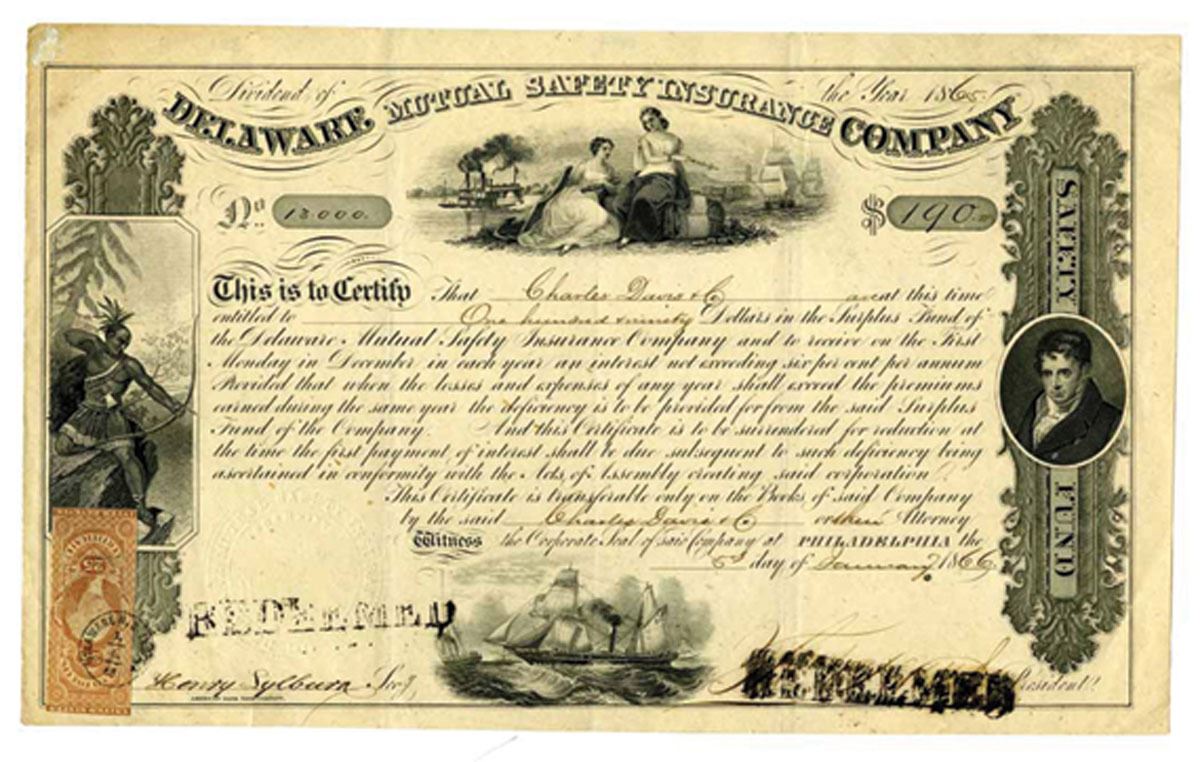 Dividend of the Year 1865.
DELAWARE MUTUAL SAFETY INSURANCE COMPANY
No. 13000. $190.
This is to Certify That Charles Davis & Co are at this time
entitled to One hundred & ninety Dollars in the Surplus Fund of
the Delaware Mutual Safety Insurance Company and to receive on the First
Monday in December in each year an interest not exceeding six per cent per annum
Provided that when the losses and expenses of any year shall exceed the premiums
earned during the same year the deficiency is to be provided for from the said Surplus
Fund of the Company. And this Certificate is to be surrendered for reduction at
the time the first payment of interest shall be due subsequent to such deficiency being
ascertained in conformity with the Acts of Assembly creating said corporation.
This Certificate is transferable only on the Books of said Company
by the said Charles Davis & Co or their Attorney
Witness the Corporate Seal of said Company at PHILADELPHIA the
day of January 1866
SAFETY FUND
REDEEMED
Henry Sylburn Secy.
President.